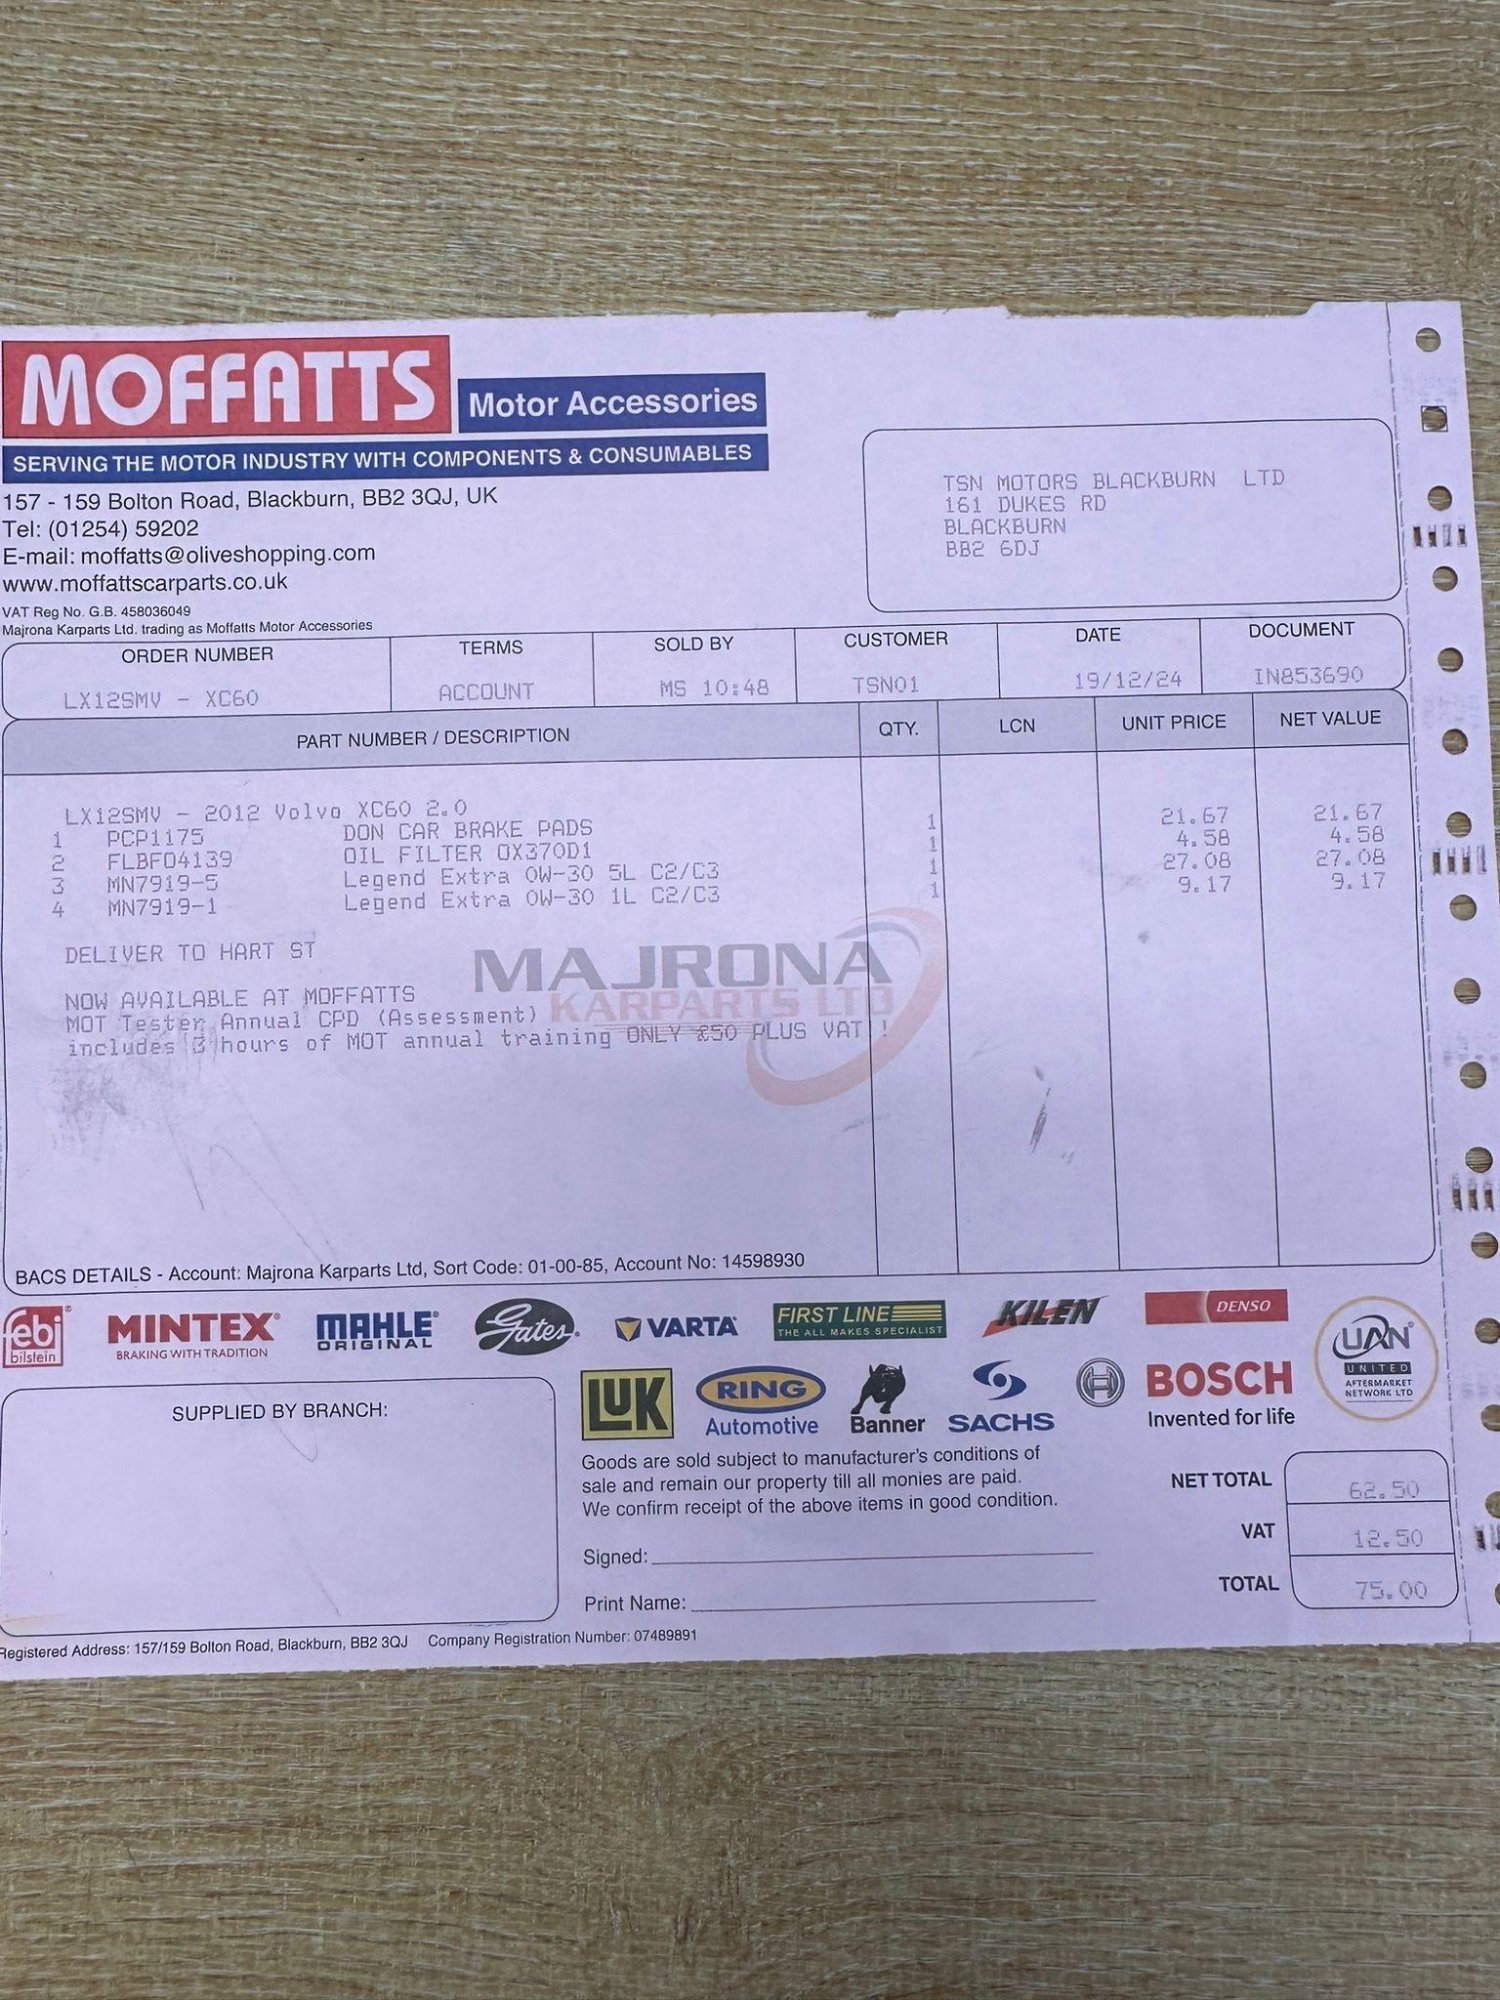 MOFFATTS
Motor Accessories
SERVING THE MOTOR INDUSTRY WITH COMPONENTS & CONSUMABLES
157 - 159 Bolton Road, Blackburn, BB2 3QJ, UK
Tel: (01254) 59202
E-mail: moffatts@oliveshopping.com
www.moffattscarparts.co.uk
VAT Reg No. G.B. 458036049
Majrona Karparts Ltd. trading as Moffatts Motor Accessories
TSN MOTORS BLACKBURN LTD
161 DUKES RD
BLACKBURN
BB2 6DJ
ORDER NUMBER TERMS SOLD BY CUSTOMER DATE DOCUMENT
LX12SMV - XC60 ACCOUNT MS 10:48 TSN01 19/12/24 IN853690
PART NUMBER / DESCRIPTION QTY. LCN UNIT PRICE NET VALUE
LX12SMV - 2012 Volvo XC60 2.0
1 PCP1175 DON CAR BRAKE PADS 1 21.67 21.67
2 FLBF04139 OIL FILTER OX370D1 1 4.58 4.58
3 MN7919-5 Legend Extra 0W-30 5L C2/C3 1 27.08 27.08
4 MN7919-1 Legend Extra 0W-30 1L C2/C3 1 9.17 9.17
DELIVER TO HART ST
MAJRONA
KARPARTS LTD
NOW AVAILABLE AT MOFFATTS
MOT Tester Annual CPD (Assessment)
includes 3 hours of MOT annual training ONLY £50 PLUS VAT !
BACS DETAILS - Account: Majrona Karparts Ltd, Sort Code: 01-00-85, Account No: 14598930
febi
bilstein
MINTEX
BRAKING WITH TRADITION
MAHLE
ORIGINAL
Gates
VARTA
FIRST LINE
THE ALL MAKES SPECIALIST
KILEN
DENSO
UAN
UNITED
AFTERMARKET
NETWORK LTD
LUK
RING
Automotive
Banner
SACHS
BOSCH
Invented for life
SUPPLIED BY BRANCH:
Goods are sold subject to manufacturer's conditions of
sale and remain our property till all monies are paid.
We confirm receipt of the above items in good condition.
Signed:
Print Name:
NET TOTAL 62.50
VAT 12.50
TOTAL 75.00
Registered Address: 157/159 Bolton Road, Blackburn, BB2 3QJ Company Registration Number: 07489891